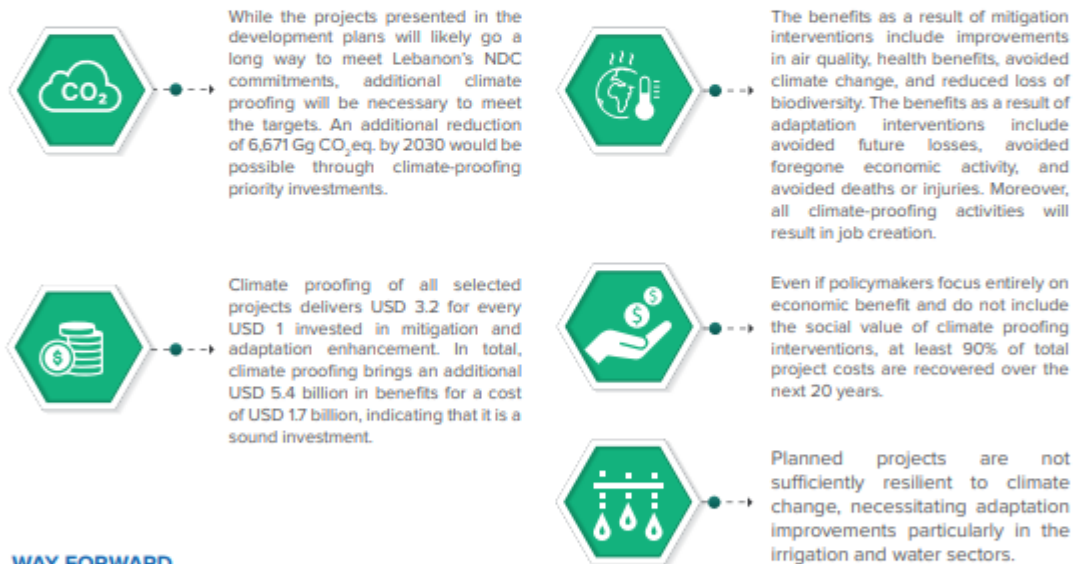 While the projects presented in the
development plans will likely go a
long way to meet Lebanon's NDC
commitments, additional climate
proofing will be necessary to meet
the targets. An additional reduction
of 6,671 Gg CO₂eq. by 2030 would be
possible through climate-proofing
priority investments.
CO₂
The benefits as a result of mitigation
interventions include improvements
in air quality, health benefits, avoided
climate change, and reduced loss of
biodiversity. The benefits as a result of
adaptation interventions include
avoided future losses, avoided
foregone economic activity, and
avoided deaths or injuries. Moreover,
all climate-proofing activities will
result in job creation.
Climate proofing of all selected
projects delivers USD 3.2 for every
USD 1 invested in mitigation and
adaptation enhancement. In total,
climate proofing brings an additional
USD 5.4 billion in benefits for a cost
of USD 1.7 billion, indicating that it is a
sound investment.
$
Even if policymakers focus entirely on
economic benefit and do not include
the social value of climate proofing
interventions, at least 90% of total
project costs are recovered over the
next 20 years.
$
$
Planned projects are not
sufficiently resilient to climate
change, necessitating adaptation
improvements particularly in the
irrigation and water sectors.
WAY FORWARD